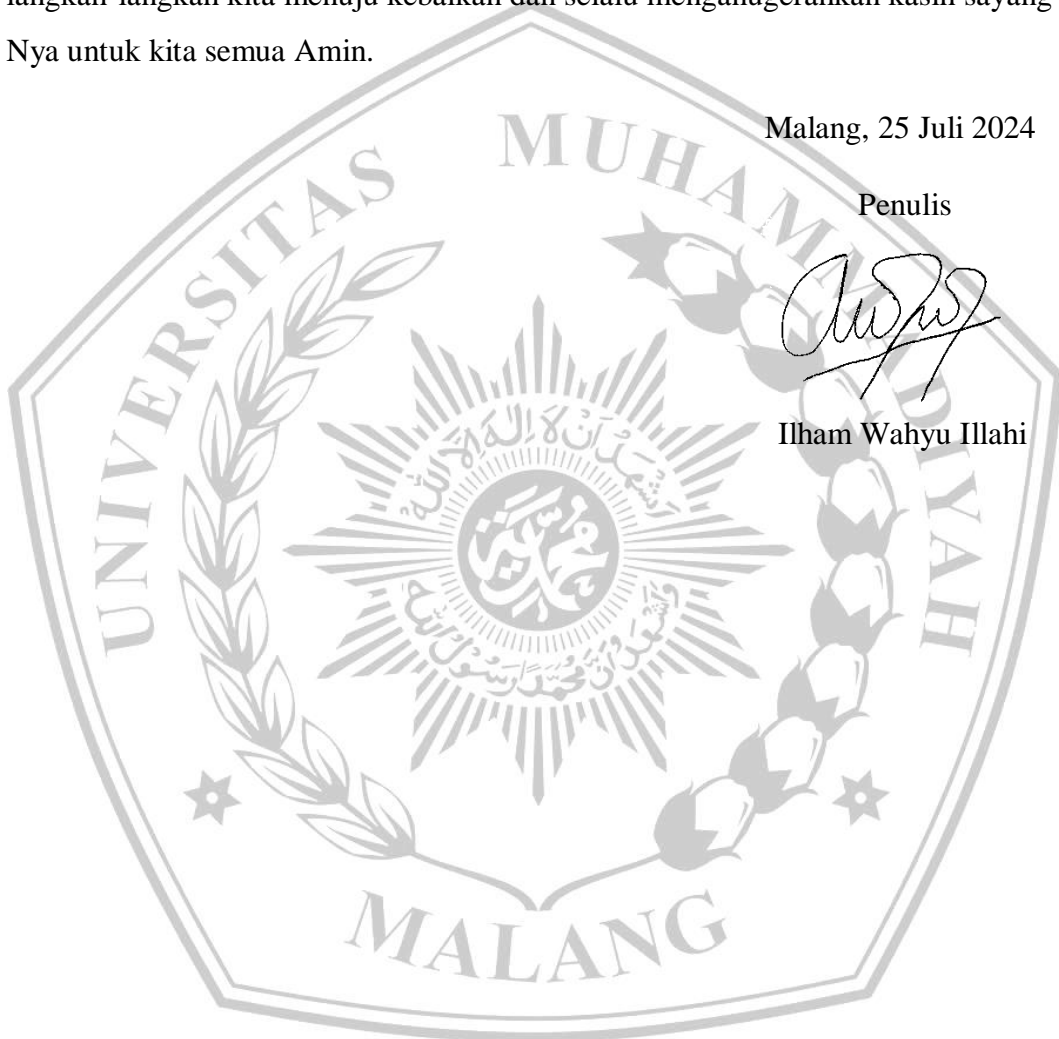 langkah-langkah kita menuju kebaikan dan selalu menganugerahkan kasih sayang
Nya untuk kita semua Amin.
Malang, 25 Juli 2024
Penulis
Ilham Wahyu Illahi
UNIVERSITAS MUHAMMADIYAH
MALANG